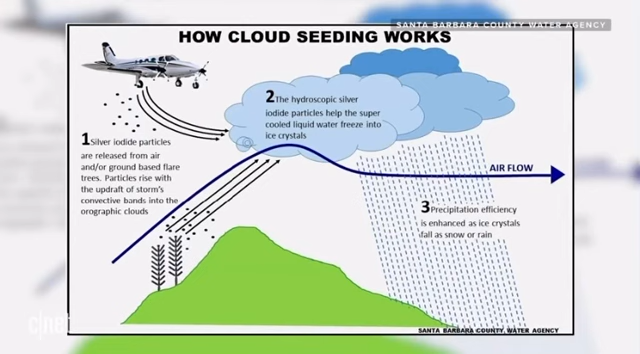 SANTA BARBARA COUNTY WATER AGENCY
HOW CLOUD SEEDING WORKS
2The hydroscopic silver
iodide particles help the super
cooled liquid water freeze into
ice crystals
1Silver iodide particles
are released from air
and/or ground based flare
trees. Particles rise with
the updraft of storm's
convective bands into the
orographic clouds
AIR FLOW
3Precipitation efficiency
is enhanced as ice crystals
fall as snow or rain
c|net
SANTA BARBARA COUNTY, WATER AGENCY